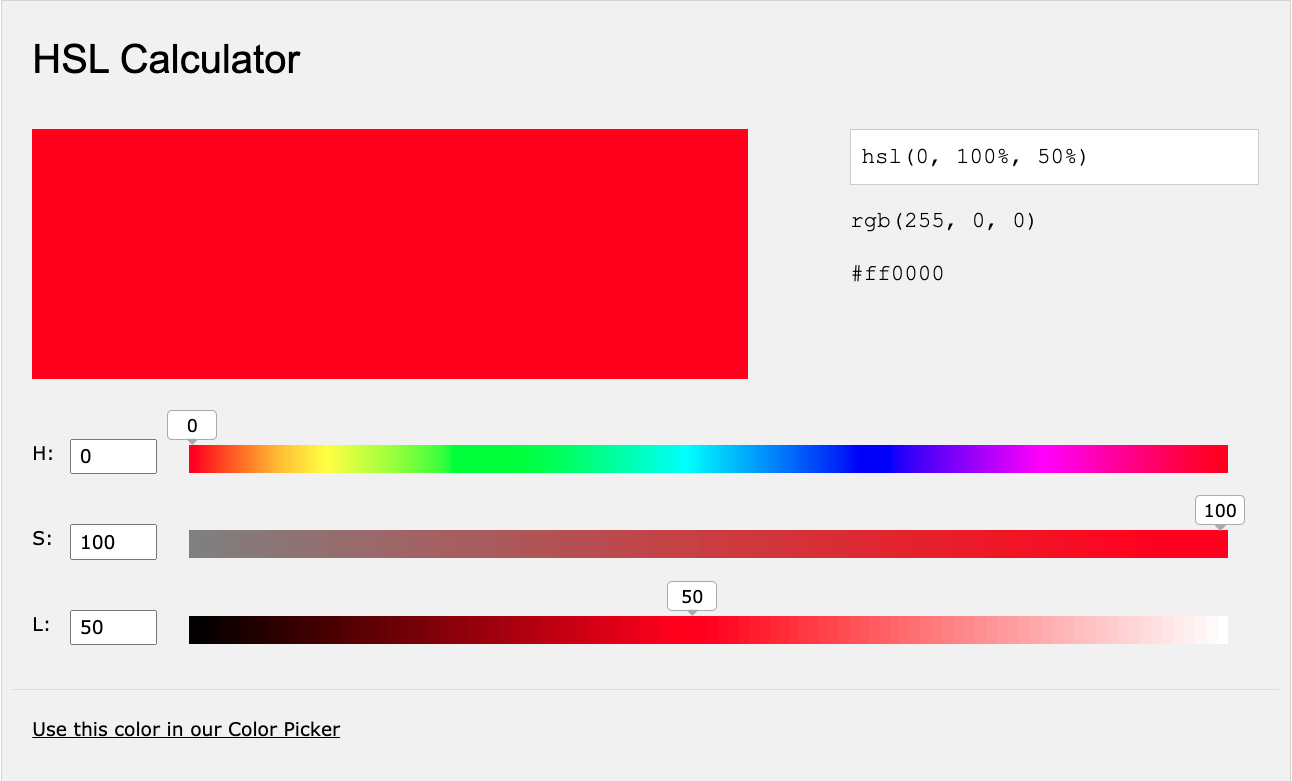 HSL Calculator
hsl(0, 100%, 50%)
rgb(255, 0, 0)
#ff0000
0
H: 0
100
S: 100
50
L: 50
Use this color in our Color Picker